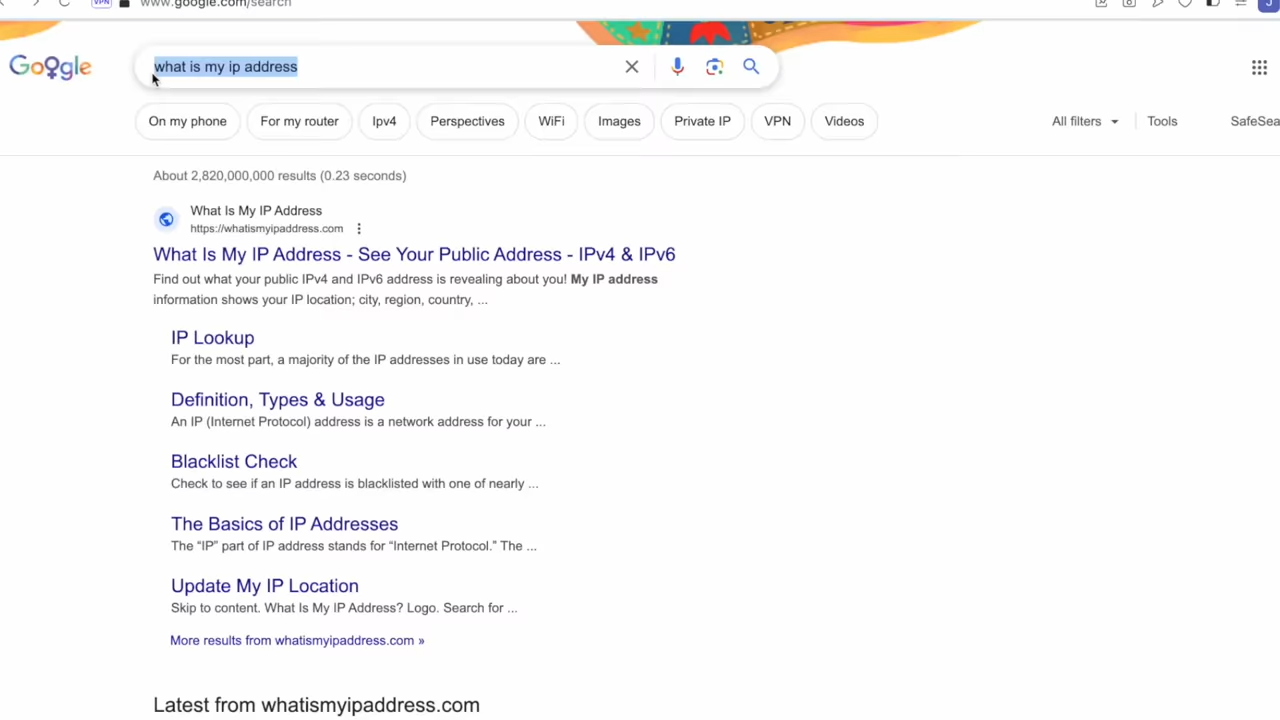 VPN www.google.com/search J
Google what is my ip address
On my phone For my router Ipv4 Perspectives WiFi Images Private IP VPN Videos All filters Tools SafeSea
About 2,820,000,000 results (0.23 seconds)
What Is My IP Address
https://whatismyipaddress.com
What Is My IP Address - See Your Public Address - IPv4 & IPv6
Find out what your public IPv4 and IPv6 address is revealing about you! My IP address
information shows your IP location; city, region, country, ...
IP Lookup
For the most part, a majority of the IP addresses in use today are ...
Definition, Types & Usage
An IP (Internet Protocol) address is a network address for your ...
Blacklist Check
Check to see if an IP address is blacklisted with one of nearly ...
The Basics of IP Addresses
The “IP” part of IP address stands for “Internet Protocol.” The ...
Update My IP Location
Skip to content. What Is My IP Address? Logo. Search for ...
More results from whatismyipaddress.com »
Latest from whatismyipaddress.com